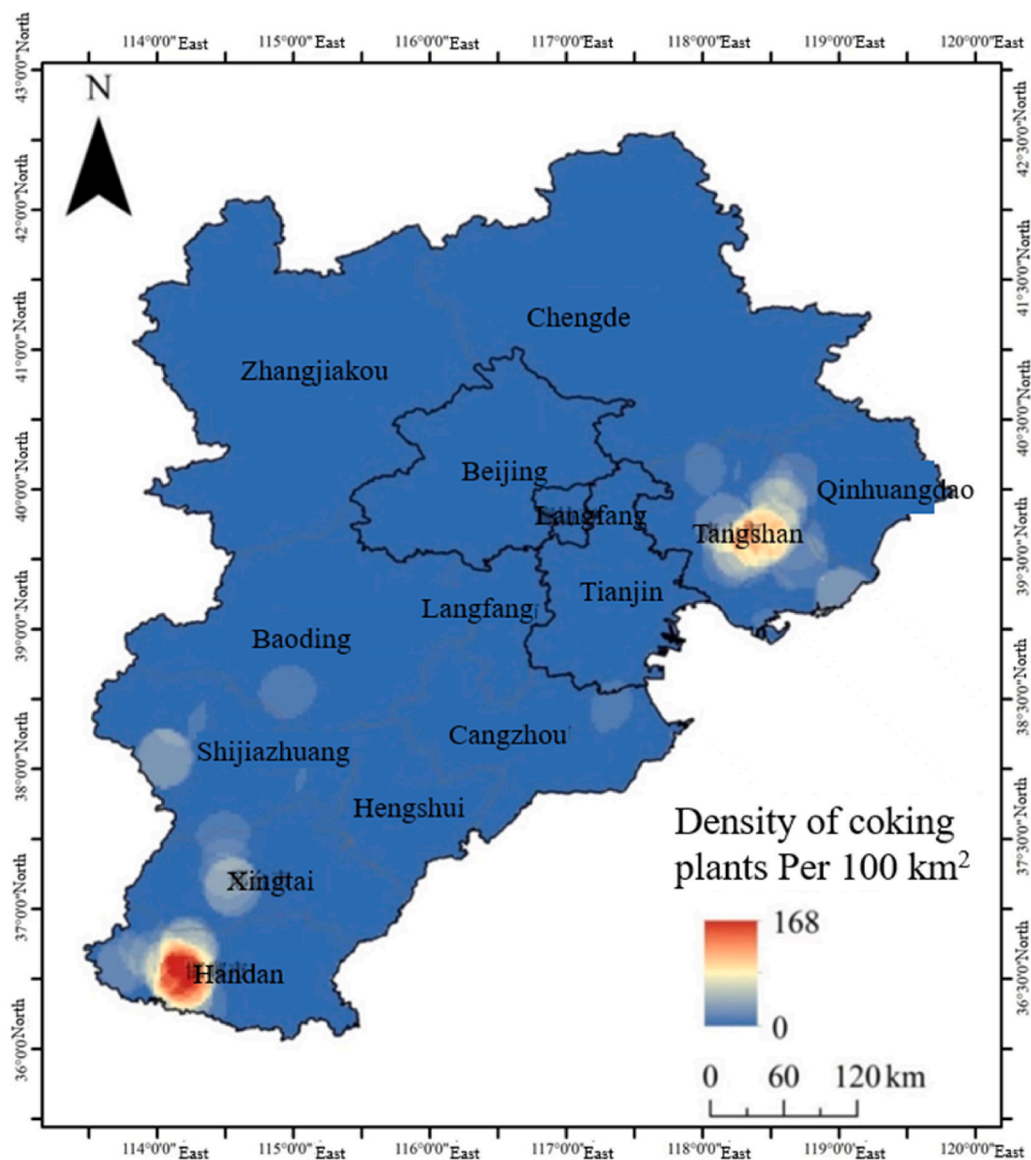 114°0'0"East 115°0'0"East 116°0'0"East 117°0'0"East 118°0'0"East 119°0'0"East 120°0'0"East
43°0'0"North
42°0'0"North
41°0'0"North
40°0'0"North
39°0'0"North
38°0'0"North
37°0'0"North
36°0'0"North
N
42°30'0"North
41°30'0"North
40°30'0"North
39°30'0"North
38°30'0"North
37°30'0"North
36°30'0"North
Chengde
Zhangjiakou
Beijing
Qinhuangdao
Langfang
Tangshan
Tianjin
Langfang
Baoding
Cangzhou
Shijiazhuang
Hengshui
Xingtai
Handan
Density of coking
plants Per 100 km²
168
0
0 60 120 km
114°0'0"East 115°0'0"East 116°0'0"East 117°0'0"East 118°0'0"East 119°0'0"East 120°0'0"East